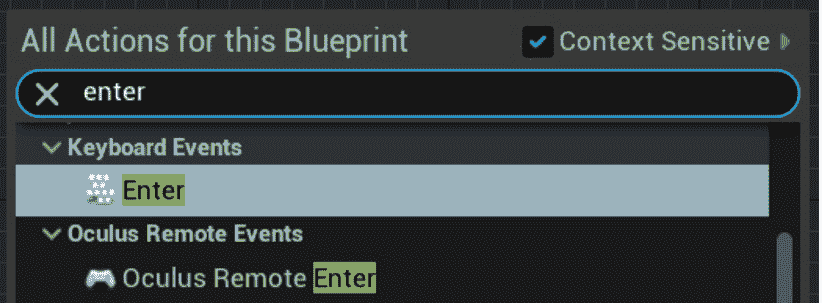 All Actions for this Blueprint Context Sensitive
enter
Keyboard Events
Enter
Oculus Remote Events
Oculus Remote Enter